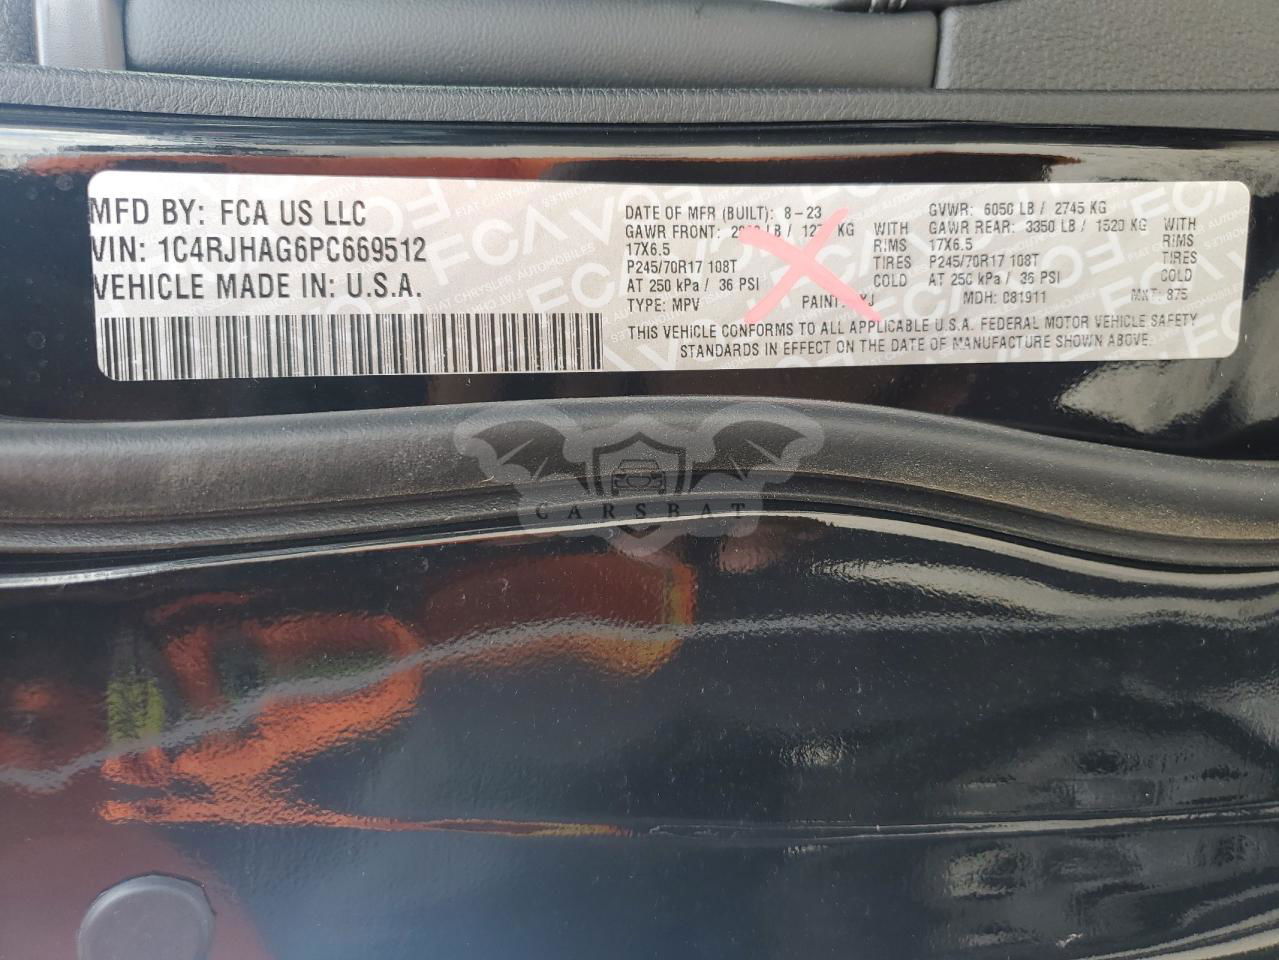 MFD BY: FCA US LLC
VIN: 1C4RJHAG6PC669512
VEHICLE MADE IN: U.S.A.
DATE OF MFR (BUILT): 8-23
GAWR FRONT: LB / KG WITH
17X6.5 RIMS
P245/70R17 108T TIRES
AT 250 kPa / 36 PSI COLD
TYPE: MPV PAINT:
GVWR: 6050 LB / 2745 KG
GAWR REAR: 3350 LB / 1520 KG WITH
17X6.5 RIMS
P245/70R17 108T TIRES
AT 250 kPa / 36 PSI COLD
MDH: 081911 MKT: 875
THIS VEHICLE CONFORMS TO ALL APPLICABLE U.S.A. FEDERAL MOTOR VEHICLE SAFETY
STANDARDS IN EFFECT ON THE DATE OF MANUFACTURE SHOWN ABOVE.
CARSBAT